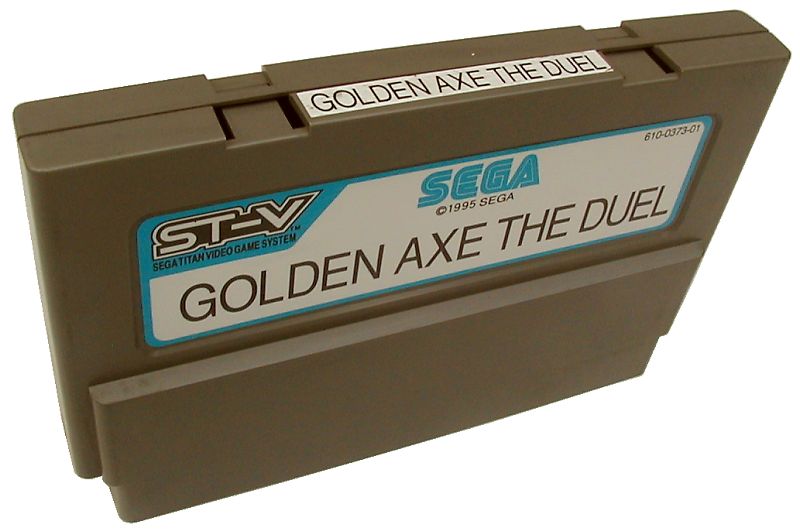 GOLDEN AXE THE DUEL
610-0373-01
SEGA
©1995 SEGA
ST-V™
SEGA TITAN VIDEO GAME SYSTEM
GOLDEN AXE THE DUEL